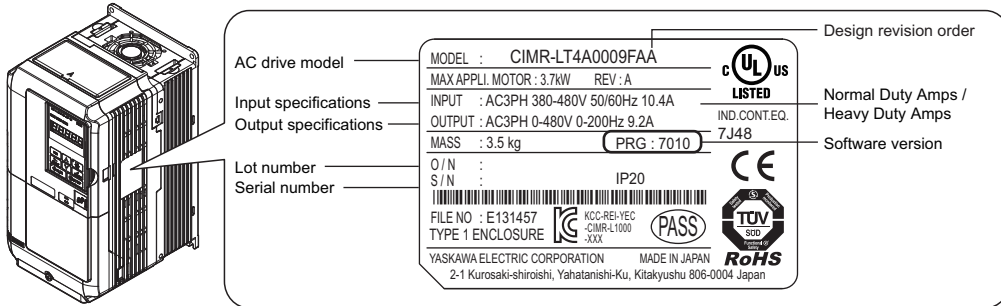 AC drive model
Input specifications
Output specifications
Lot number
Serial number
MODEL : CIMR-LT4A0009FAA
MAX APPLI. MOTOR : 3.7kW REV : A
INPUT : AC3PH 380-480V 50/60Hz 10.4A
OUTPUT : AC3PH 0-480V 0-200Hz 9.2A
MASS : 3.5 kg PRG : 7010
O / N :
S / N : IP20
FILE NO : E131457
TYPE 1 ENCLOSURE
KCC-REI-YEC
-CIMR-L1000
-XXX
PASS
YASKAWA ELECTRIC CORPORATION MADE IN JAPAN
2-1 Kurosaki-shiroishi, Yahatanishi-Ku, Kitakyushu 806-0004 Japan
C UL US
LISTED
IND.CONT.EQ.
7J48
CE
TÜV
SÜD
Functional
Safety
RoHS
Design revision order
Normal Duty Amps /
Heavy Duty Amps
Software version